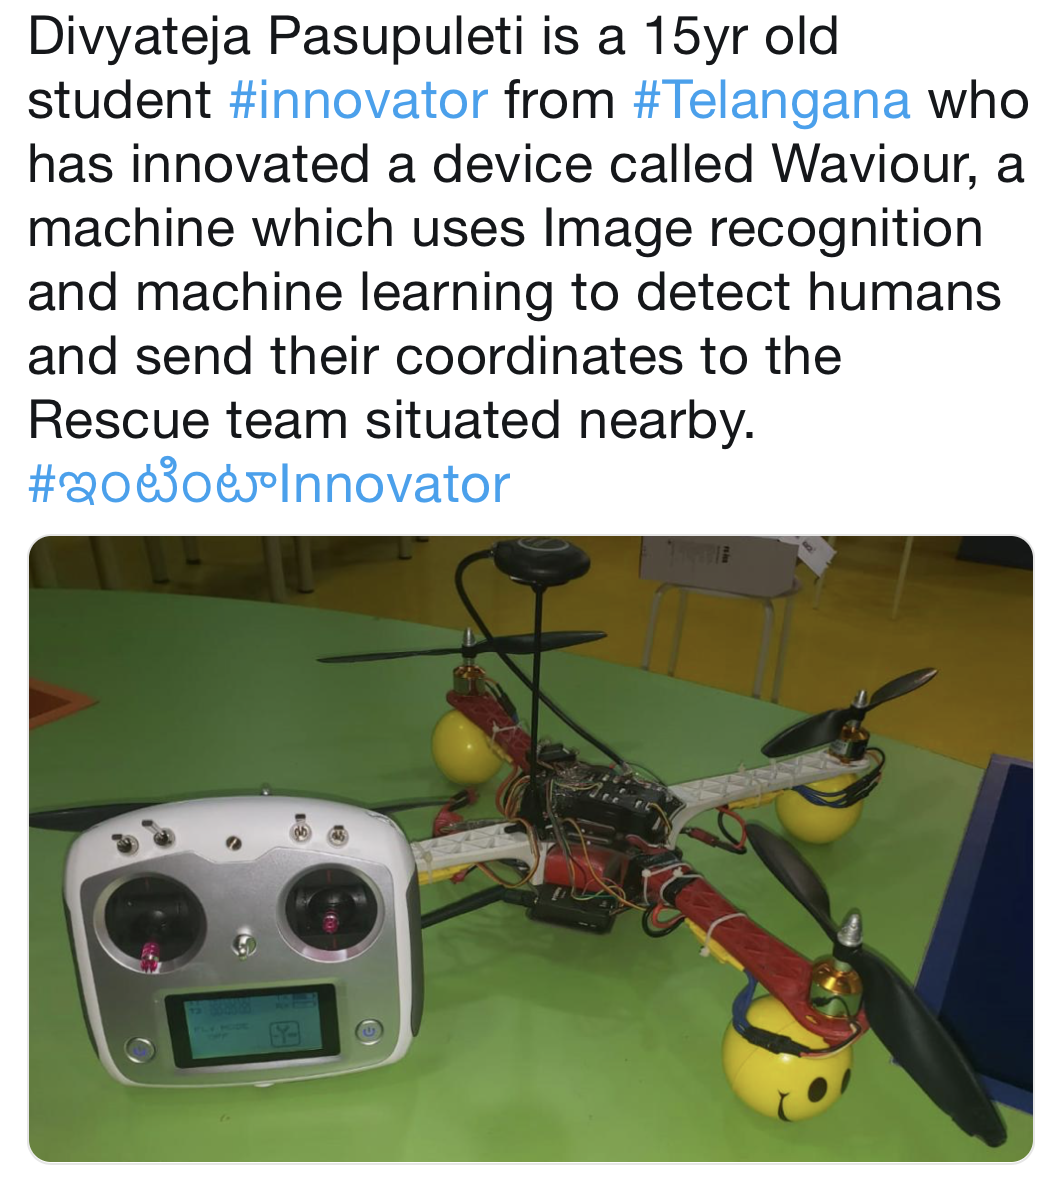 Divyateja Pasupuleti is a 15yr old
student #innovator from #Telangana who
has innovated a device called Waviour, a
machine which uses Image recognition
and machine learning to detect humans
and send their coordinates to the
Rescue team situated nearby.
#ఇంటింటాInnovator